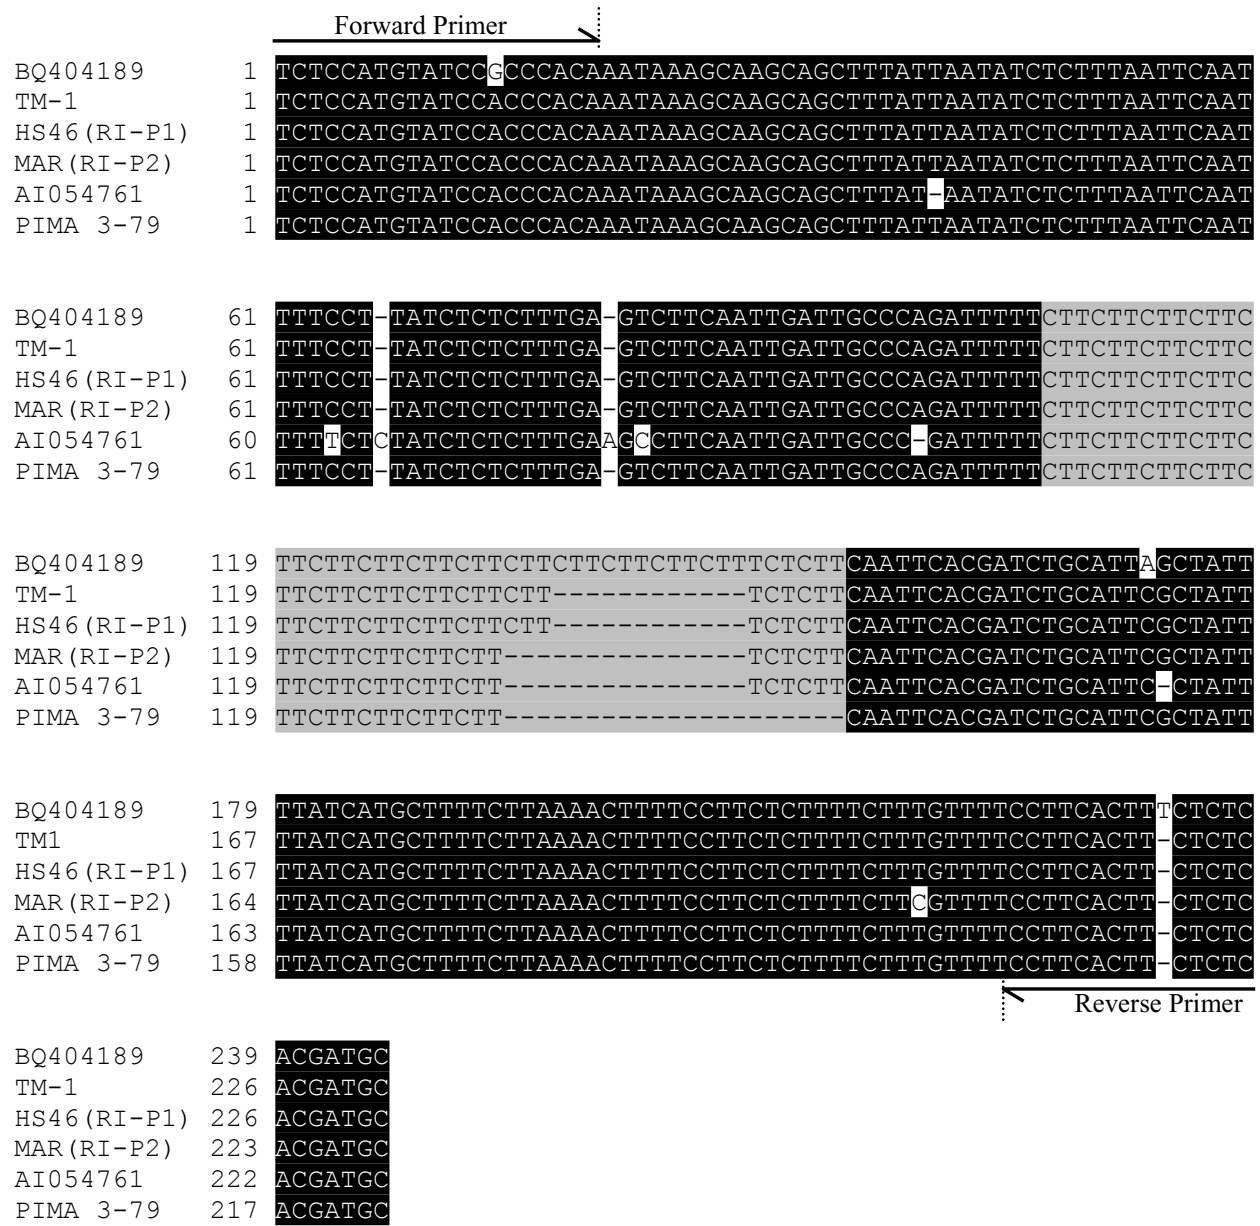 Forward Primer
BQ404189 1 TCTCCATGTATCCGCCCACAAATAAAGCAAGCAGCTTTATTAATATCTCTTTAATTCAAT
TM-1 1 TCTCCATGTATCCACCCACAAATAAAGCAAGCAGCTTTATTAATATCTCTTTAATTCAAT
HS46(RI-P1) 1 TCTCCATGTATCCACCCACAAATAAAGCAAGCAGCTTTATTAATATCTCTTTAATTCAAT
MAR(RI-P2) 1 TCTCCATGTATCCACCCACAAATAAAGCAAGCAGCTTTATTAATATCTCTTTAATTCAAT
AI054761 1 TCTCCATGTATCCACCCACAAATAAAGCAAGCAGCTTTAT-AATATCTCTTTAATTCAAT
PIMA 3-79 1 TCTCCATGTATCCACCCACAAATAAAGCAAGCAGCTTTATTAATATCTCTTTAATTCAAT
BQ404189 61 TTTCCT-TATCTCTCTTTGA-GTCTTCAATTGATTGCCCAGATTTTTCTTCTTCTTCTTC
TM-1 61 TTTCCT-TATCTCTCTTTGA-GTCTTCAATTGATTGCCCAGATTTTTCTTCTTCTTCTTC
HS46(RI-P1) 61 TTTCCT-TATCTCTCTTTGA-GTCTTCAATTGATTGCCCAGATTTTTCTTCTTCTTCTTC
MAR(RI-P2) 61 TTTCCT-TATCTCTCTTTGA-GTCTTCAATTGATTGCCCAGATTTTTCTTCTTCTTCTTC
AI054761 60 TTTTCTCTATCTCTCTTTGAAGCCTTCAATTGATTGCCC-GATTTTTCTTCTTCTTCTTC
PIMA 3-79 61 TTTCCT-TATCTCTCTTTGA-GTCTTCAATTGATTGCCCAGATTTTTCTTCTTCTTCTTC
BQ404189 119 TTCTTCTTCTTCTTCTTCTTCTTCTTCTTTCTCTTCAATTCACGATCTGCATTAGCTATT
TM-1 119 TTCTTCTTCTTCTTCTT------------TCTCTTCAATTCACGATCTGCATTCGCTATT
HS46(RI-P1) 119 TTCTTCTTCTTCTTCTT------------TCTCTTCAATTCACGATCTGCATTCGCTATT
MAR(RI-P2) 119 TTCTTCTTCTTCTT---------------TCTCTTCAATTCACGATCTGCATTCGCTATT
AI054761 119 TTCTTCTTCTTCTT---------------TCTCTTCAATTCACGATCTGCATTC-CTATT
PIMA 3-79 119 TTCTTCTTCTTCTT---------------------CAATTCACGATCTGCATTCGCTATT
BQ404189 179 TTATCATGCTTTTCTTAAAACTTTTCCTTCTCTTTTCTTTGTTTTCCTTCACTTTCTCTC
TM1 167 TTATCATGCTTTTCTTAAAACTTTTCCTTCTCTTTTCTTTGTTTTCCTTCACTT-CTCTC
HS46(RI-P1) 167 TTATCATGCTTTTCTTAAAACTTTTCCTTCTCTTTTCTTTGTTTTCCTTCACTT-CTCTC
MAR(RI-P2) 164 TTATCATGCTTTTCTTAAAACTTTTCCTTCTCTTTTCTTCGTTTTCCTTCACTT-CTCTC
AI054761 163 TTATCATGCTTTTCTTAAAACTTTTCCTTCTCTTTTCTTTGTTTTCCTTCACTT-CTCTC
PIMA 3-79 158 TTATCATGCTTTTCTTAAAACTTTTCCTTCTCTTTTCTTTGTTTTCCTTCACTT-CTCTC
Reverse Primer
BQ404189 239 ACGATGC
TM-1 226 ACGATGC
HS46(RI-P1) 226 ACGATGC
MAR(RI-P2) 223 ACGATGC
AI054761 222 ACGATGC
PIMA 3-79 217 ACGATGC